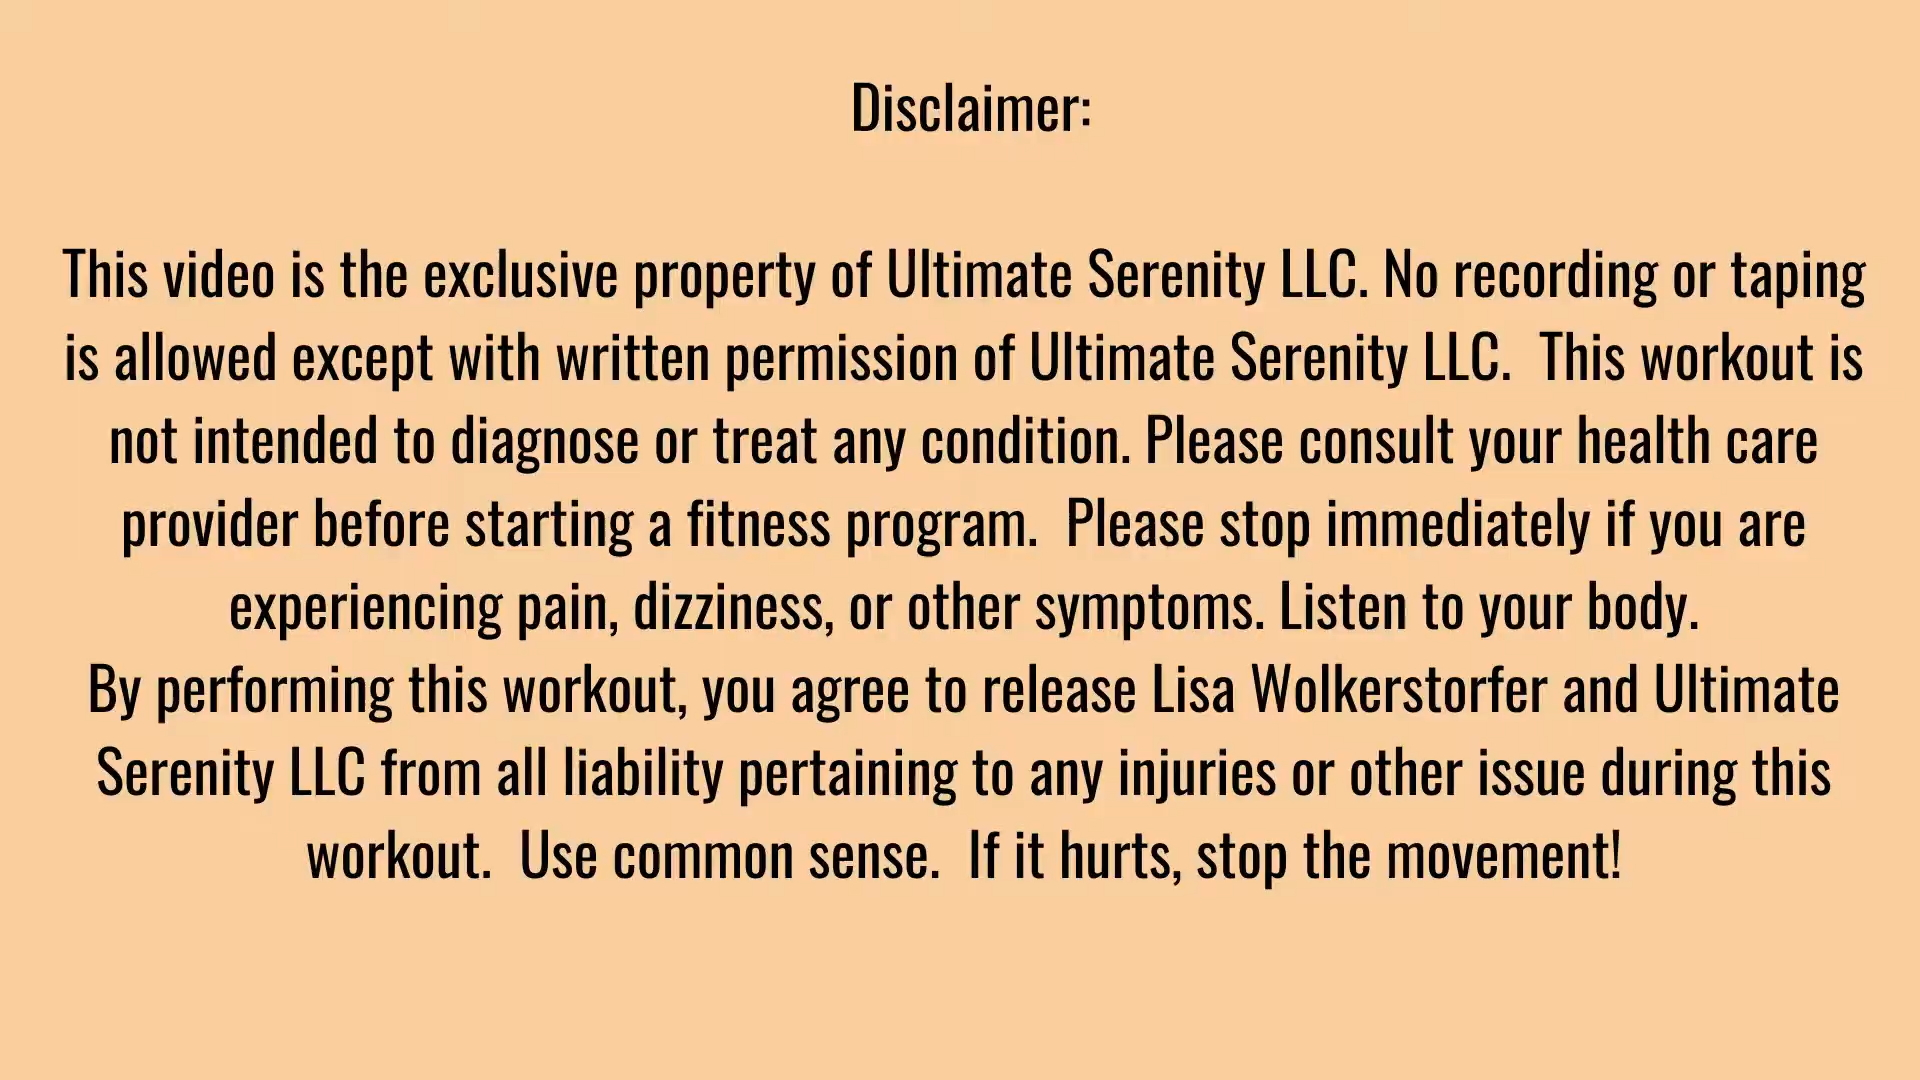 Disclaimer:
This video is the exclusive property of Ultimate Serenity LLC. No recording or taping
is allowed except with written permission of Ultimate Serenity LLC.  This workout is
not intended to diagnose or treat any condition. Please consult your health care
provider before starting a fitness program.  Please stop immediately if you are
experiencing pain, dizziness, or other symptoms. Listen to your body.
By performing this workout, you agree to release Lisa Wolkerstorfer and Ultimate
Serenity LLC from all liability pertaining to any injuries or other issue during this
workout.  Use common sense.  If it hurts, stop the movement!